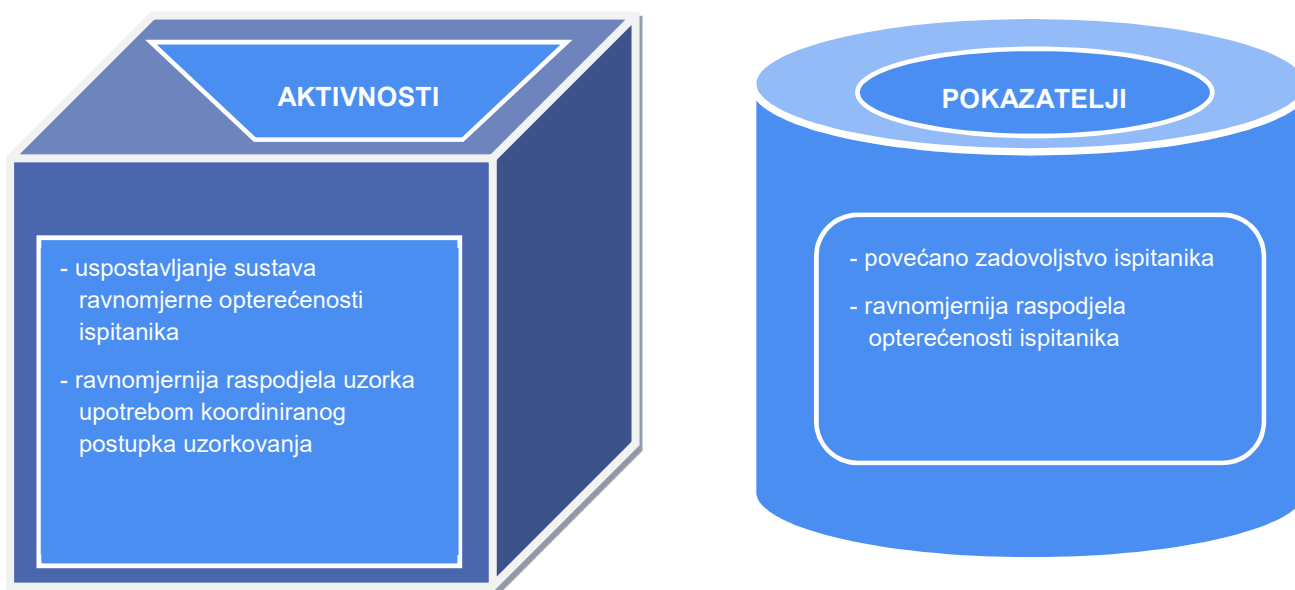 AKTIVNOSTI
- uspostavljanje sustava
ravnomjerne opterećenosti
ispitanika
- ravnomjernija raspodjela uzorka
upotrebom koordiniranog
postupka uzorkovanja
POKAZATELJI
- povećano zadovoljstvo ispitanika
- ravnomjernija raspodjela
opterećenosti ispitanika